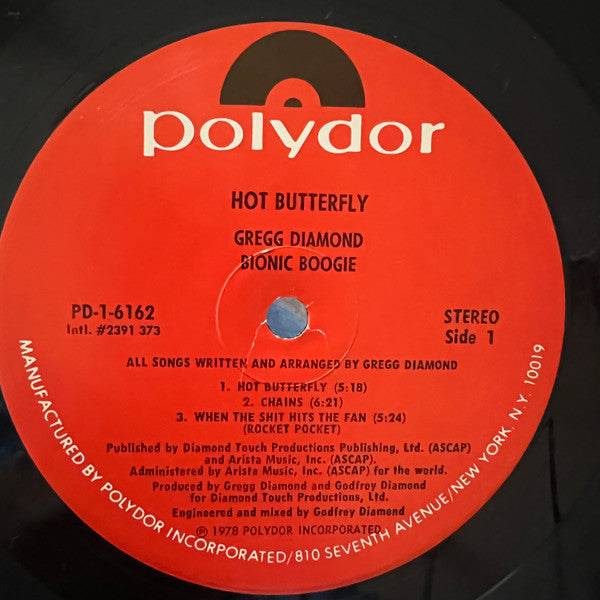 polydor
HOT BUTTERFLY
GREGG DIAMOND
BIONIC BOOGIE
PD-1-6162
Intl. #2391 373
STEREO
Side 1
ALL SONGS WRITTEN AND ARRANGED BY GREGG DIAMOND
1. HOT BUTTERFLY (5:18)
2. CHAINS (6:21)
3. WHEN THE SHIT HITS THE FAN (5:24)
(ROCKET POCKET)
Published by Diamond Touch Productions Publishing, Ltd. (ASCAP)
and Arista Music, Inc. (ASCAP).
Administered by Arista Music, Inc. (ASCAP) for the world.
Produced by Gregg Diamond and Godfrey Diamond
for Diamond Touch Productions, Ltd.
Engineered and mixed by Godfrey Diamond
Ⓟ 1978 POLYDOR INCORPORATED
MANUFACTURED BY POLYDOR INCORPORATED/810 SEVENTH AVENUE/NEW YORK, N.Y. 10019